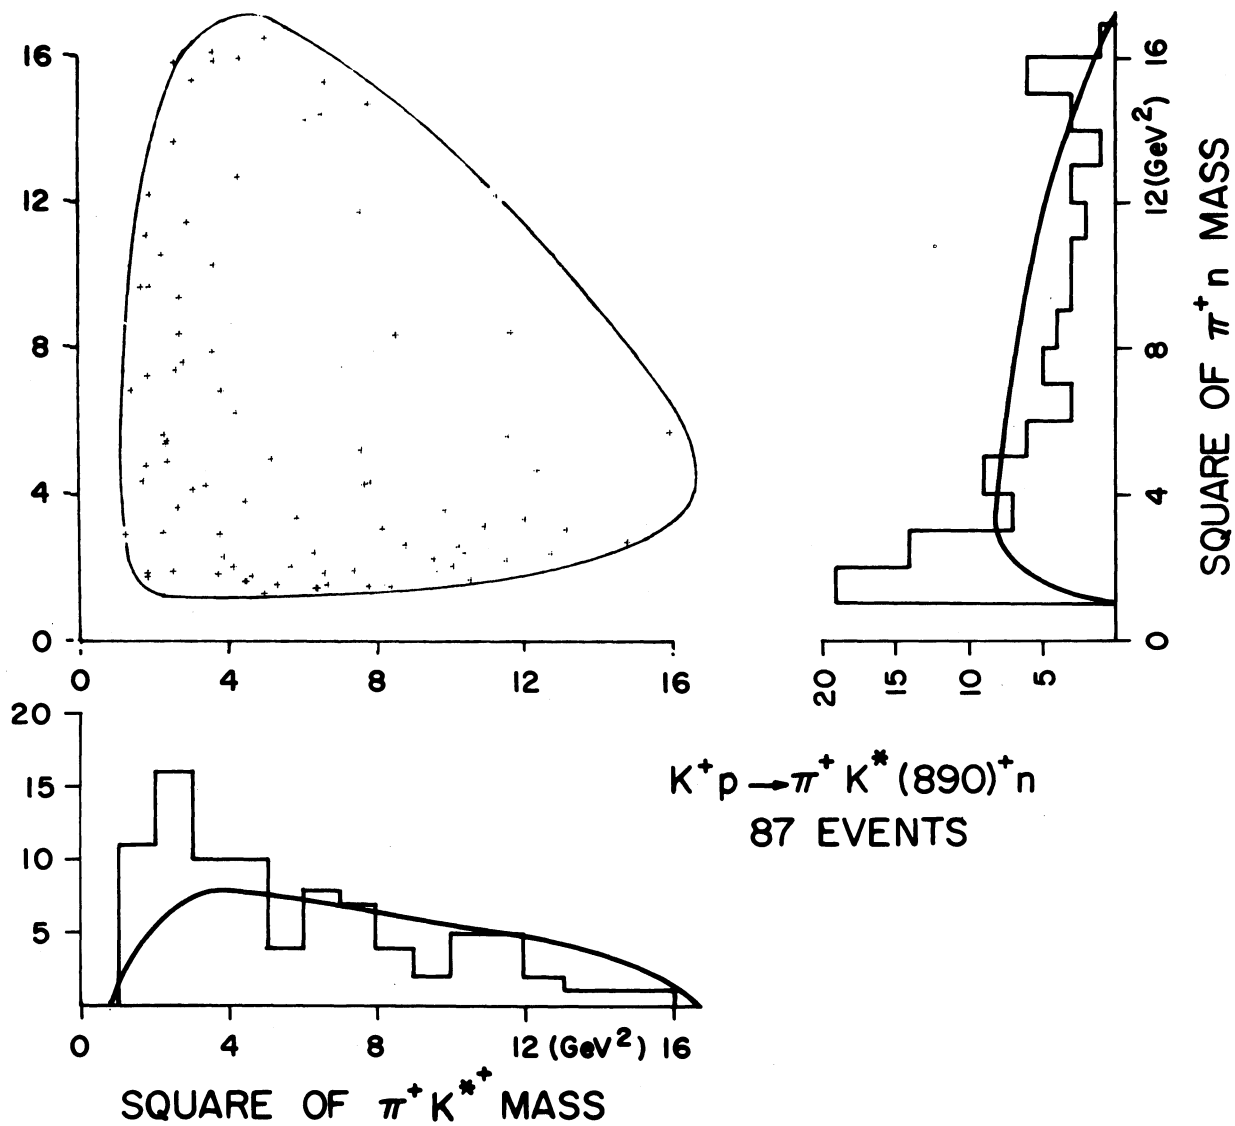 16
12
8
4
0
0 4 8 12 16
16
12 (GeV²)
8
4
0
SQUARE OF π⁺n MASS
20 15 10 5
20
15
10
5
0 4 8 12 (GeV²) 16
SQUARE OF π⁺K*⁺ MASS
K⁺p → π⁺K*(890)⁺n
87 EVENTS